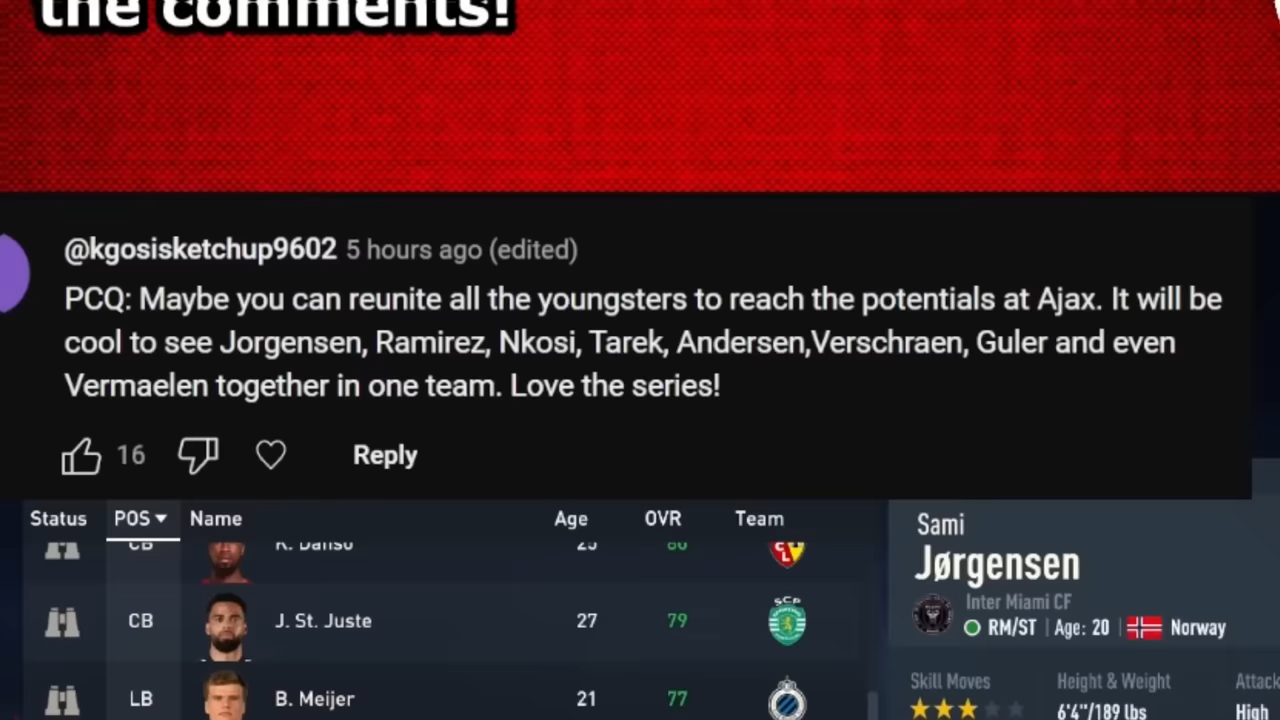 the comments!
@kgosisketchup9602 5 hours ago (edited)
PCQ: Maybe you can reunite all the youngsters to reach the potentials at Ajax. It will be
cool to see Jorgensen, Ramirez, Nkosi, Tarek, Andersen,Verschraen, Guler and even
Vermaelen together in one team. Love the series!
16 Reply
Status POS Name Age OVR Team
CB K. Danso 25
CB J. St. Juste 27 79
LB B. Meijer 21 77
Sami
Jørgensen
Inter Miami CF
RM/ST | Age: 20 | Norway
Skill Moves Height & Weight Attack
6'4"/189 lbs High